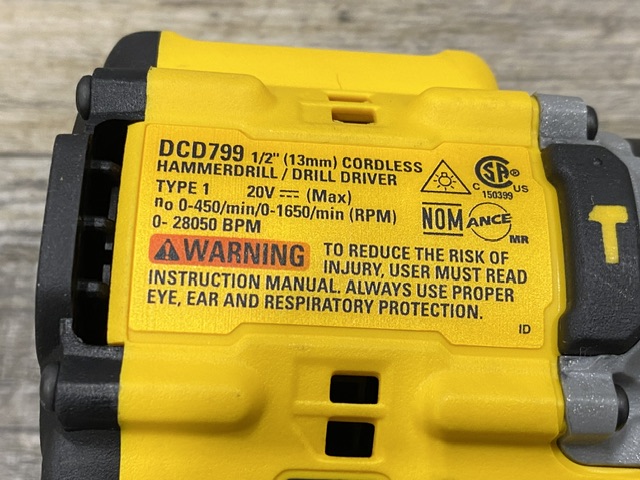 DCD799 1/2" (13mm) CORDLESS
HAMMERDRILL / DRILL DRIVER
TYPE 1 20V ⎓ (Max)
no 0-450/min/0-1650/min (RPM)
0- 28050 BPM
C SA US
150399
NOM ANCE
MR
WARNING TO REDUCE THE RISK OF
INJURY, USER MUST READ
INSTRUCTION MANUAL. ALWAYS USE PROPER
EYE, EAR AND RESPIRATORY PROTECTION.
ID